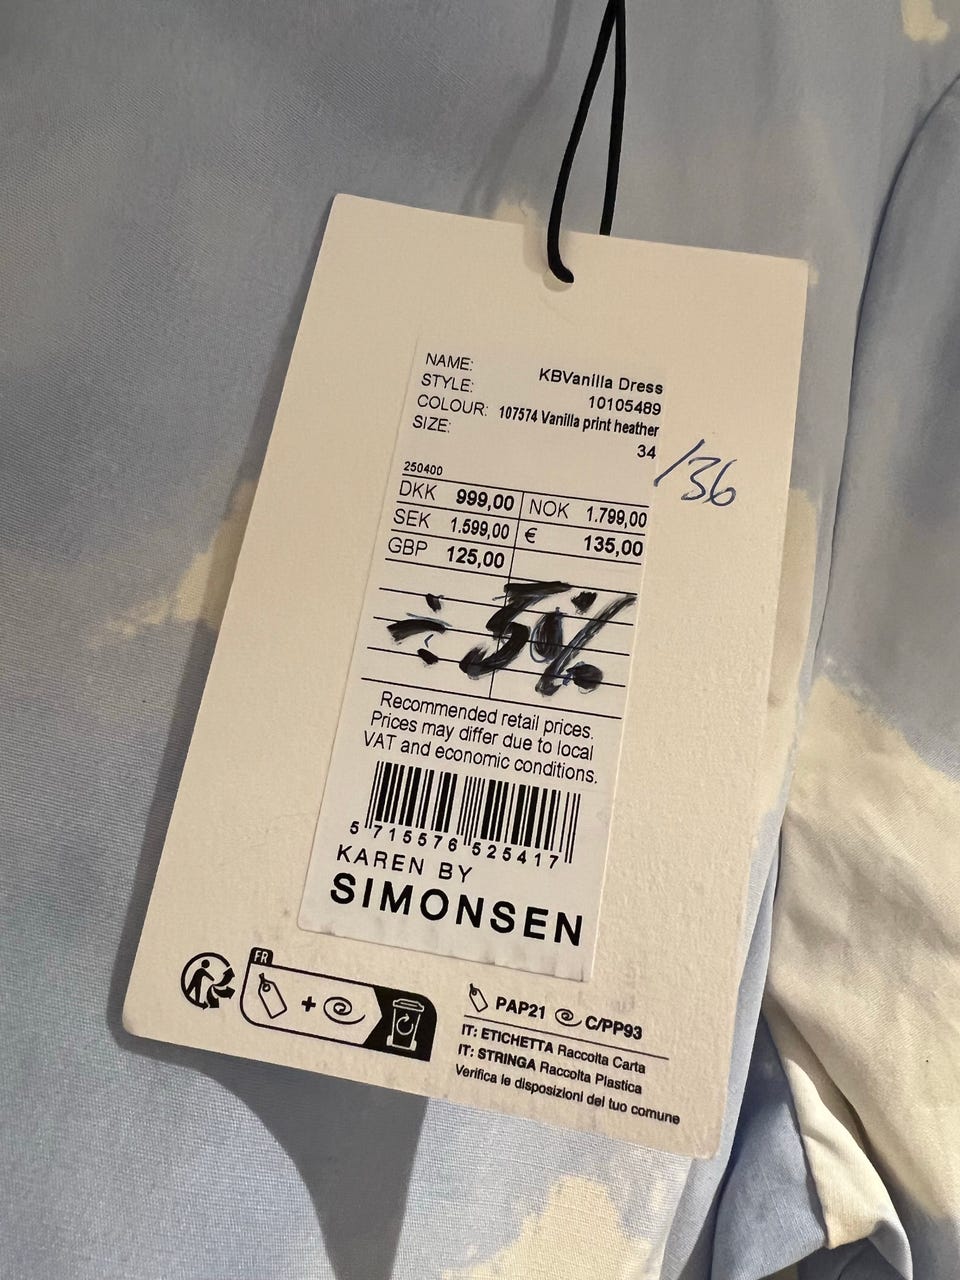 NAME: KBVanilla Dress
STYLE: 10105489
COLOUR: 107574 Vanilla print heather
SIZE: 34 /36
250400
DKK 999,00 NOK 1.799,00
SEK 1.599,00 € 135,00
GBP 125,00
÷ 50%
Recommended retail prices.
Prices may differ due to local
VAT and economic conditions.
5 715576 525417
KAREN BY
SIMONSEN
FR
+
PAP21 C/PP93
IT: ETICHETTA Raccolta Carta
IT: STRINGA Raccolta Plastica
Verifica le disposizioni del tuo comune